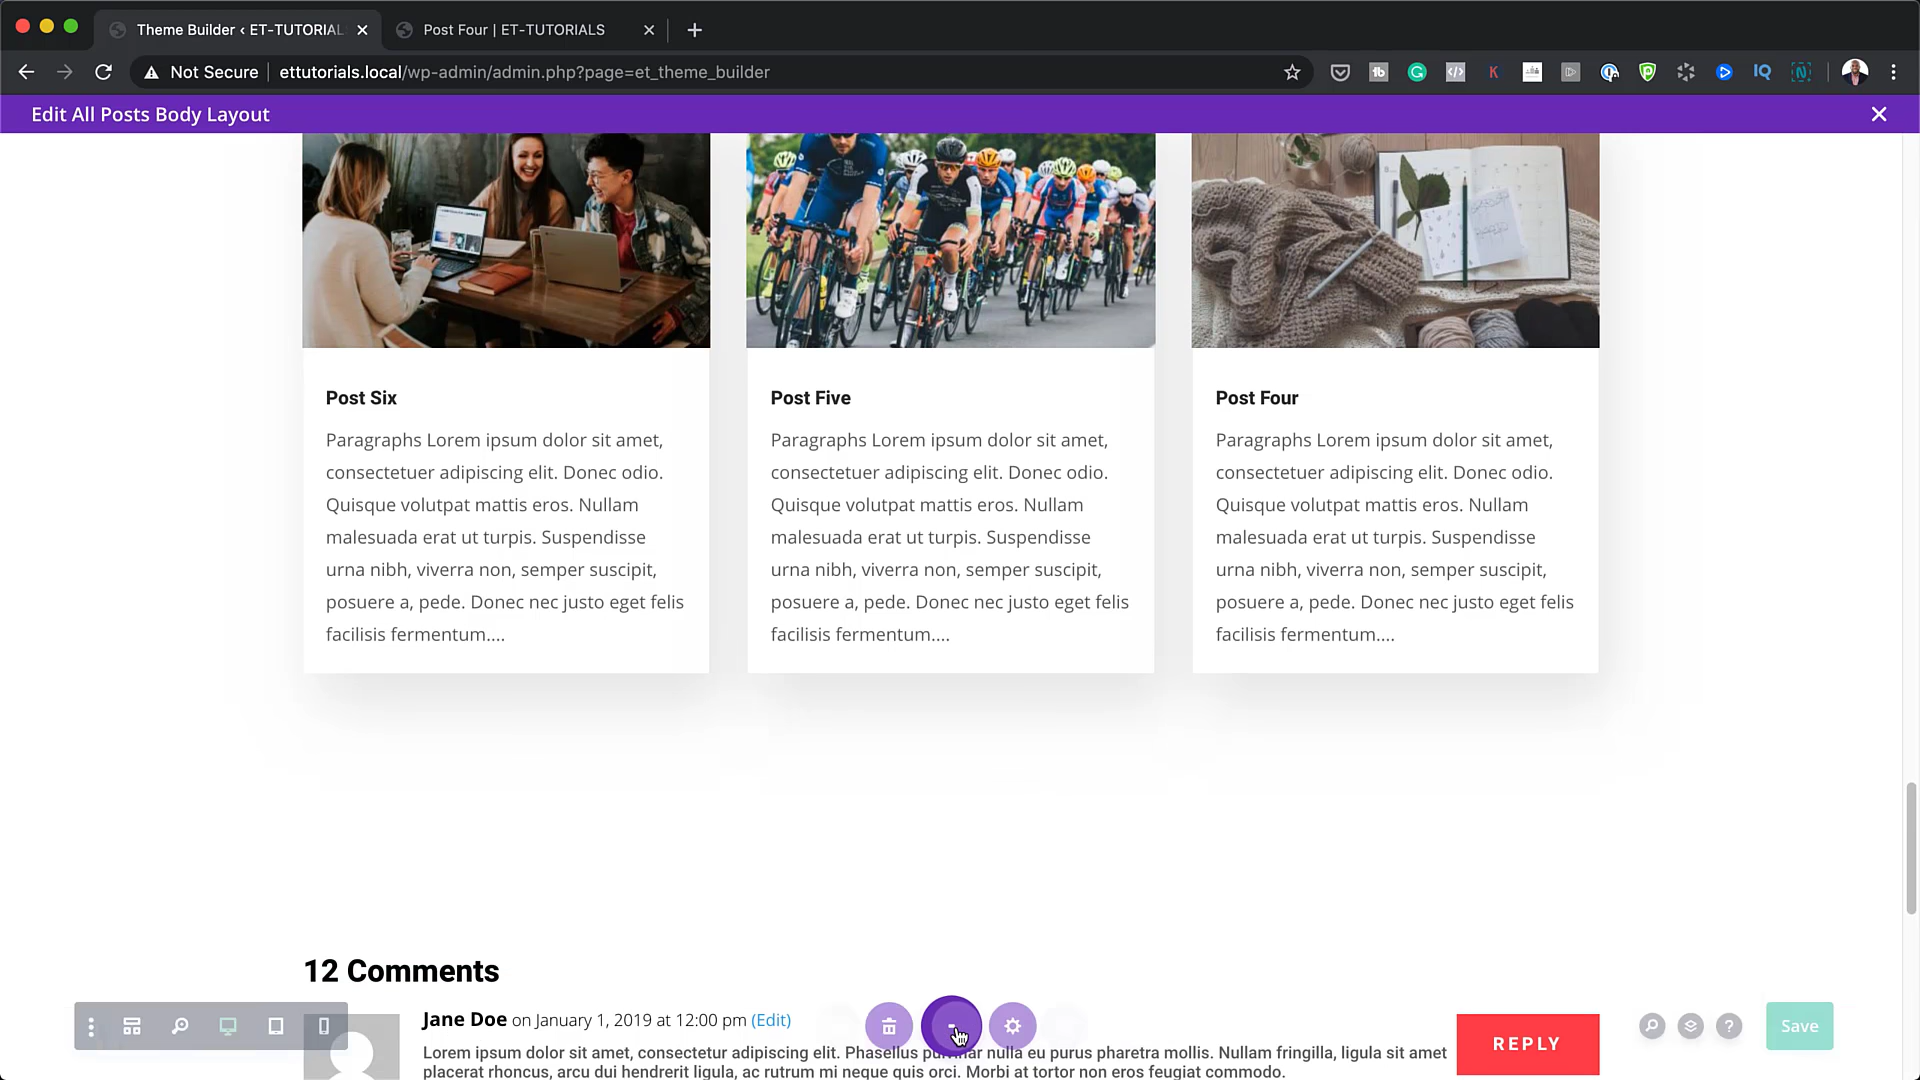 Theme Builder ‹ ET-TUTORIAL
Post Four | ET-TUTORIALS
Not Secure
ettutorials.local/wp-admin/admin.php?page=et_theme_builder
Edit All Posts Body Layout
Post Six
Paragraphs Lorem ipsum dolor sit amet,
consectetuer adipiscing elit. Donec odio.
Quisque volutpat mattis eros. Nullam
malesuada erat ut turpis. Suspendisse
urna nibh, viverra non, semper suscipit,
posuere a, pede. Donec nec justo eget felis
facilisis fermentum....
Post Five
Paragraphs Lorem ipsum dolor sit amet,
consectetuer adipiscing elit. Donec odio.
Quisque volutpat mattis eros. Nullam
malesuada erat ut turpis. Suspendisse
urna nibh, viverra non, semper suscipit,
posuere a, pede. Donec nec justo eget felis
facilisis fermentum....
Post Four
Paragraphs Lorem ipsum dolor sit amet,
consectetuer adipiscing elit. Donec odio.
Quisque volutpat mattis eros. Nullam
malesuada erat ut turpis. Suspendisse
urna nibh, viverra non, semper suscipit,
posuere a, pede. Donec nec justo eget felis
facilisis fermentum....
12 Comments
Jane Doe on January 1, 2019 at 12:00 pm (Edit)
Lorem ipsum dolor sit amet, consectetur adipiscing elit. Phasellus nulla eu purus pharetra mollis. Nullam fringilla, ligula sit amet
placerat rhoncus, arcu dui hendrerit ligula, ac rutrum mi neque quis orci. Morbi at tortor non eros feugiat commodo.
REPLY
Save